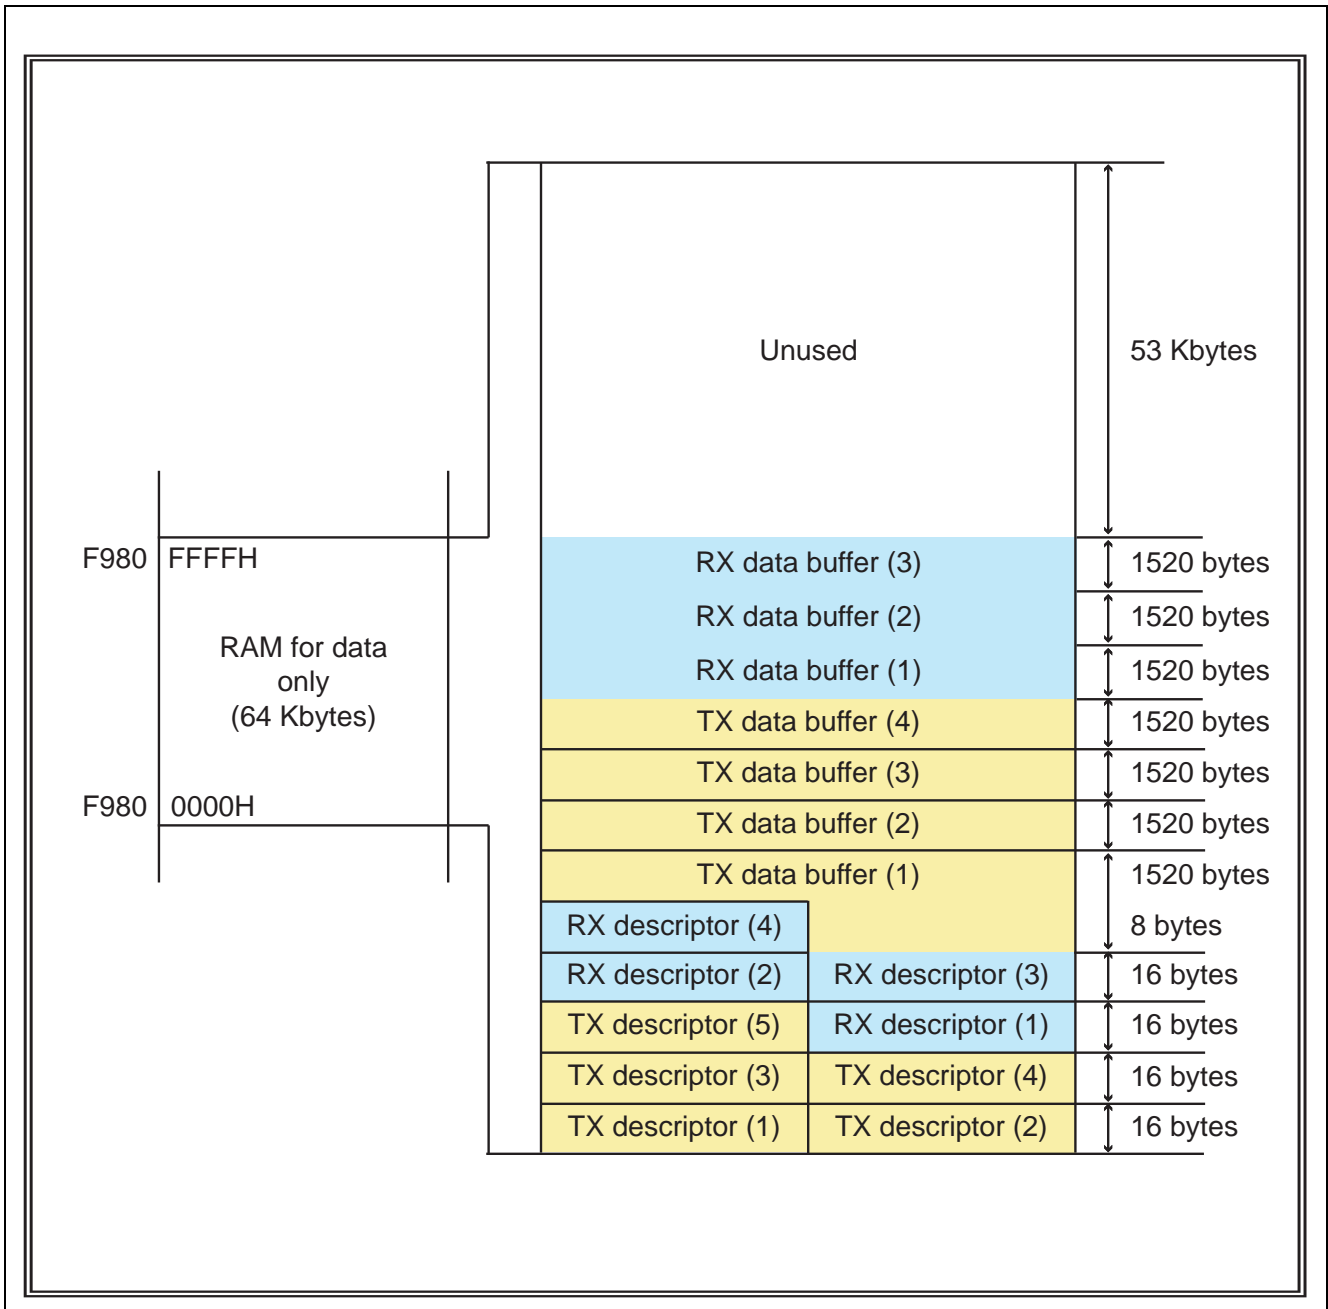 Unused
53 Kbytes
F980 FFFFH
RAM for data
only
(64 Kbytes)
F980 0000H
RX data buffer (3)
1520 bytes
RX data buffer (2)
1520 bytes
RX data buffer (1)
1520 bytes
TX data buffer (4)
1520 bytes
TX data buffer (3)
1520 bytes
TX data buffer (2)
1520 bytes
TX data buffer (1)
1520 bytes
RX descriptor (4)
8 bytes
RX descriptor (2)
RX descriptor (3)
16 bytes
TX descriptor (5)
RX descriptor (1)
16 bytes
TX descriptor (3)
TX descriptor (4)
16 bytes
TX descriptor (1)
TX descriptor (2)
16 bytes